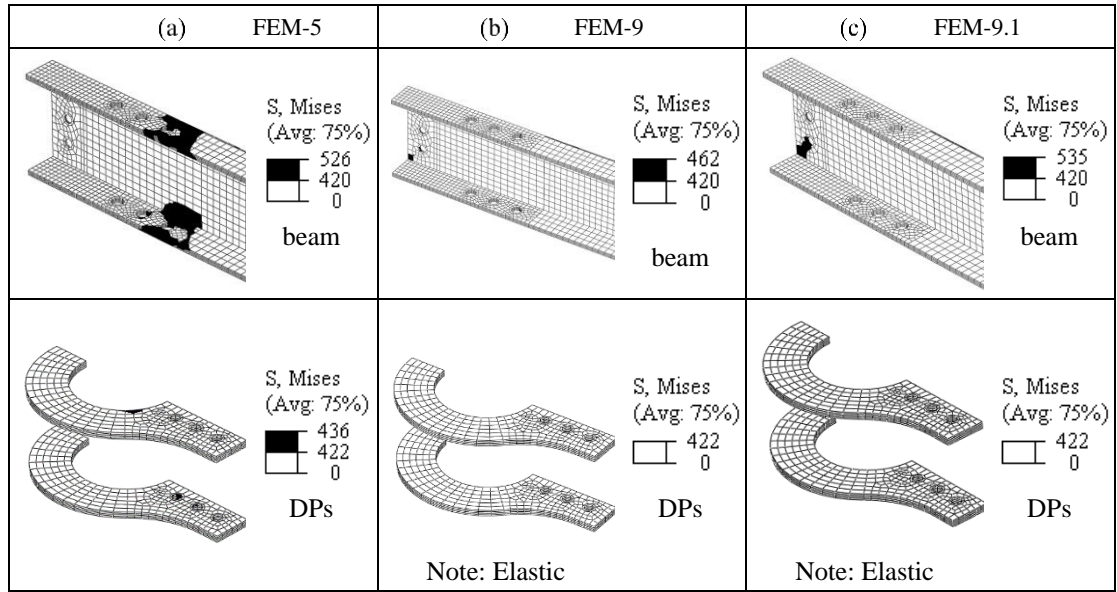 (a) FEM-5
(b) FEM-9
(c) FEM-9.1
S, Mises
(Avg: 75%)
526
420
0
beam
S, Mises
(Avg: 75%)
462
420
0
beam
S, Mises
(Avg: 75%)
535
420
0
beam
S, Mises
(Avg: 75%)
436
422
0
DPs
S, Mises
(Avg: 75%)
422
0
DPs
Note: Elastic
S, Mises
(Avg: 75%)
422
0
DPs
Note: Elastic